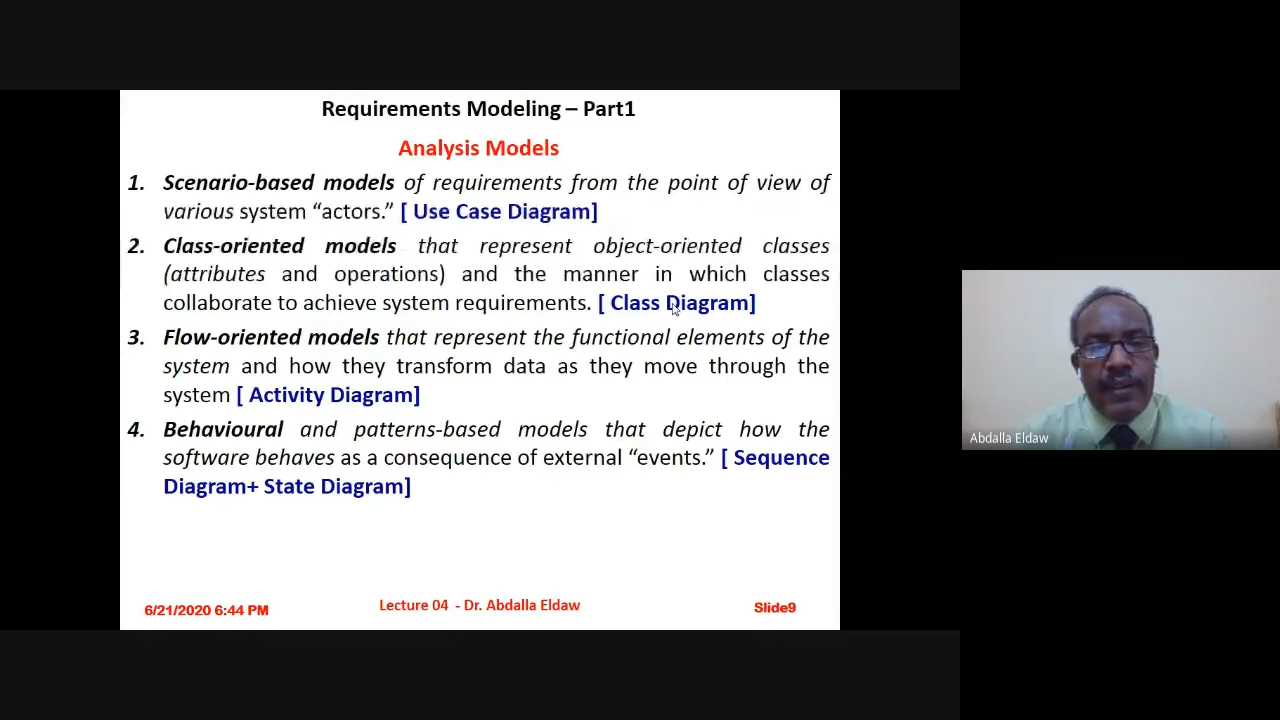 Requirements Modeling – Part1
Analysis Models
1. Scenario-based models of requirements from the point of view of
various system “actors.” [ Use Case Diagram]
2. Class-oriented models that represent object-oriented classes
(attributes and operations) and the manner in which classes
collaborate to achieve system requirements. [ Class Diagram]
3. Flow-oriented models that represent the functional elements of the
system and how they transform data as they move through the
system [ Activity Diagram]
4. Behavioural and patterns-based models that depict how the
software behaves as a consequence of external “events.” [ Sequence
Diagram+ State Diagram]
6/21/2020 6:44 PM
Lecture 04 - Dr. Abdalla Eldaw
Slide9
Abdalla Eldaw